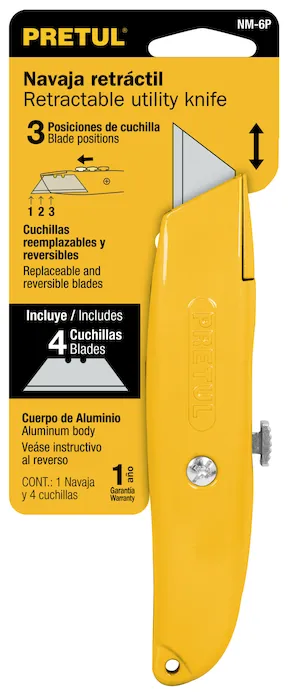 PRETUL®
NM-6P
Navaja retráctil
Retractable utility knife
3 Posiciones de cuchilla
Blade positions
1 2 3
Cuchillas
reemplazables y
reversibles
Replaceable and
reversible blades
Incluye / Includes
4 Cuchillas
Blades
Cuerpo de Aluminio
Aluminum body
Veáse instructivo
al reverso
CONT.: 1 Navaja
y 4 cuchillas
1 año
Garantía
Warranty
PRETUL